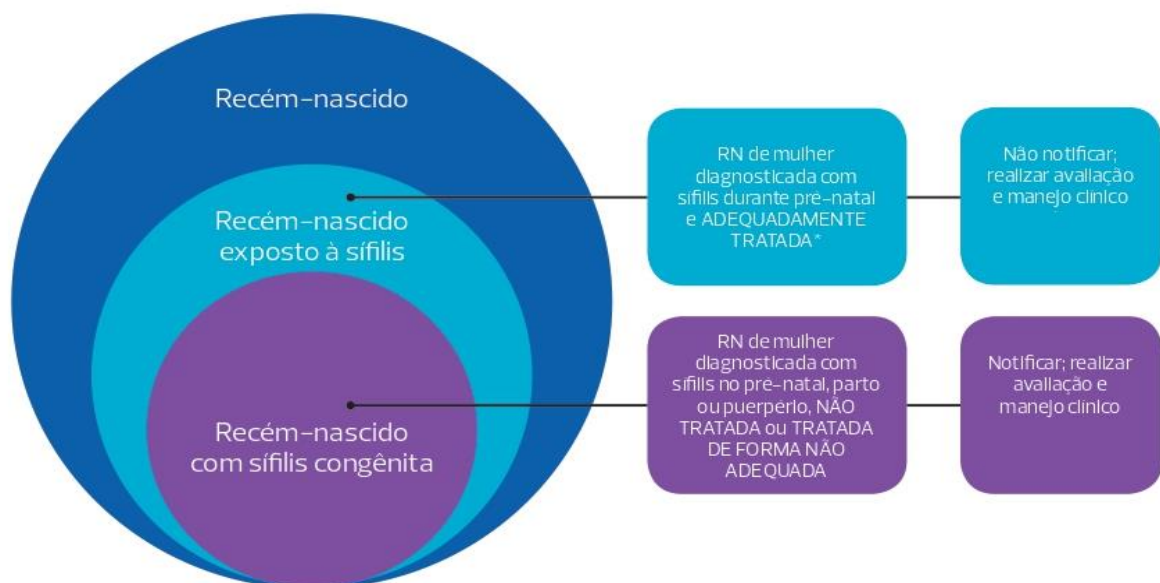 Recém-nascido
Recém-nascido
exposto à sífilis
Recém-nascido
com sífilis congênita
RN de mulher
diagnosticada com
sífilis durante pré-natal
e ADEQUADAMENTE
TRATADA*
Não notificar;
realizar avaliação
e manejo clínico
RN de mulher
diagnosticada com
sífilis no pré-natal, parto
ou puerpério, NÃO
TRATADA ou TRATADA
DE FORMA NÃO
ADEQUADA
Notificar; realizar
avaliação e
manejo clínico